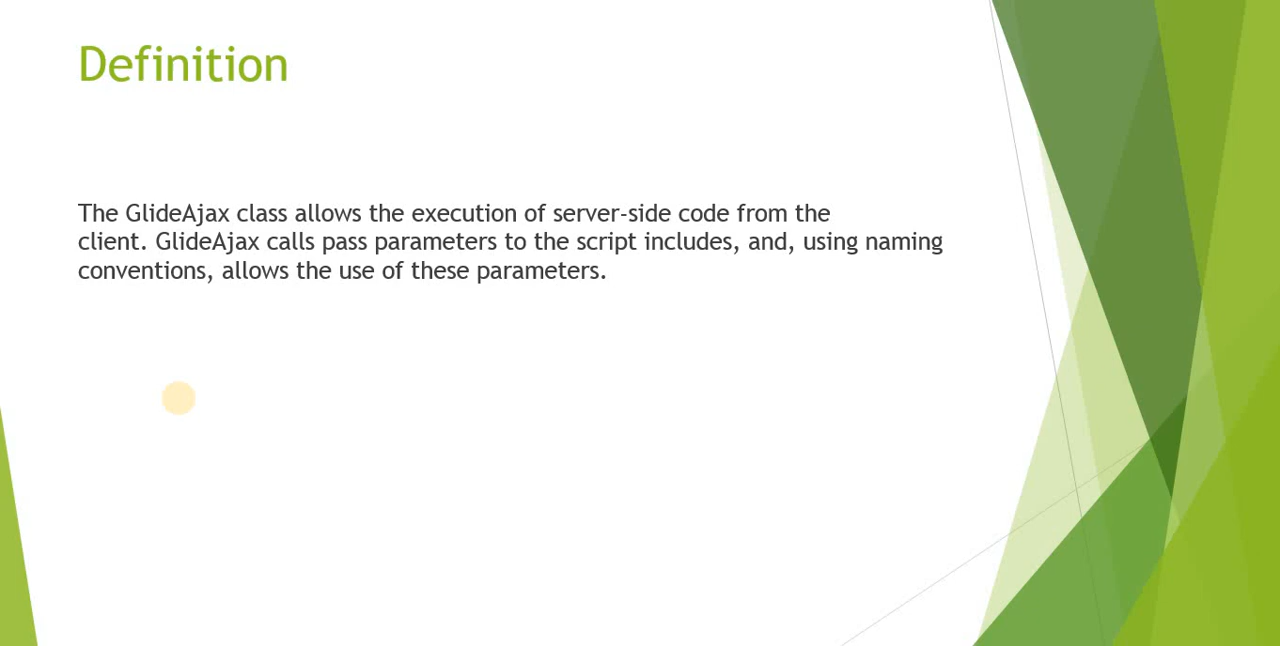 Definition
The GlideAjax class allows the execution of server-side code from the
client. GlideAjax calls pass parameters to the script includes, and, using naming
conventions, allows the use of these parameters.